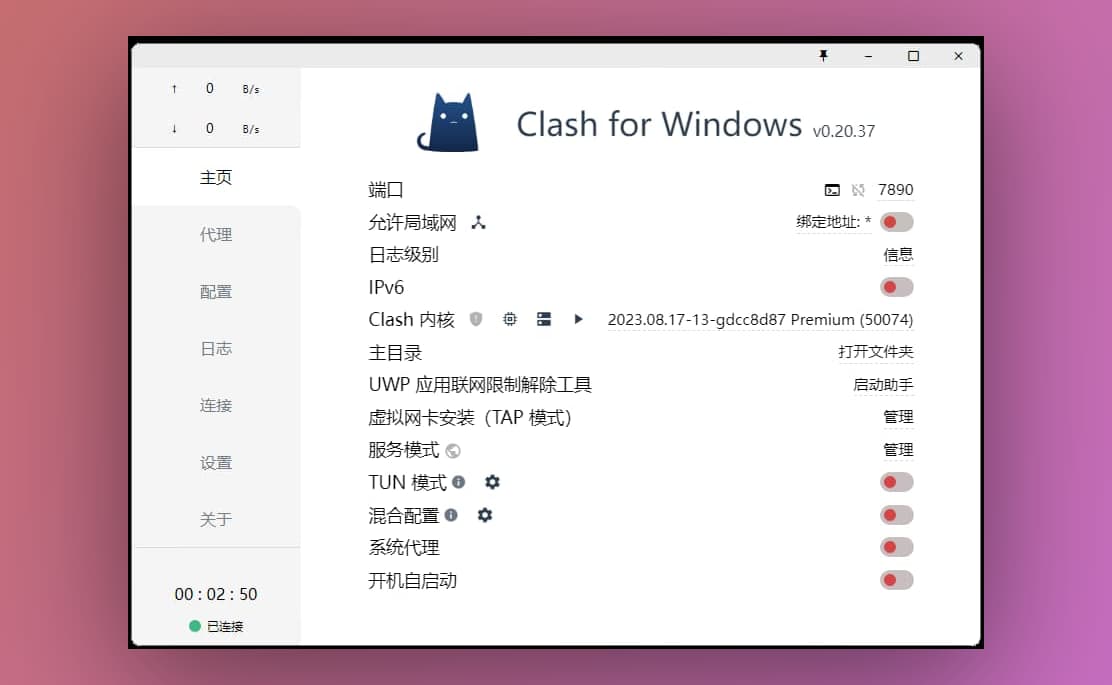 ↑ 0 B/s
↓ 0 B/s
主页
代理
配置
日志
连接
设置
关于
00 : 02 : 50
已连接
Clash for Windows v0.20.37
端口 7890
允许局域网 绑定地址: *
日志级别 信息
IPv6
Clash 内核 2023.08.17-13-gdcc8d87 Premium (50074)
主目录 打开文件夹
UWP 应用联网限制解除工具 启动助手
虚拟网卡安装（TAP 模式） 管理
服务模式 管理
TUN 模式
混合配置
系统代理
开机自启动